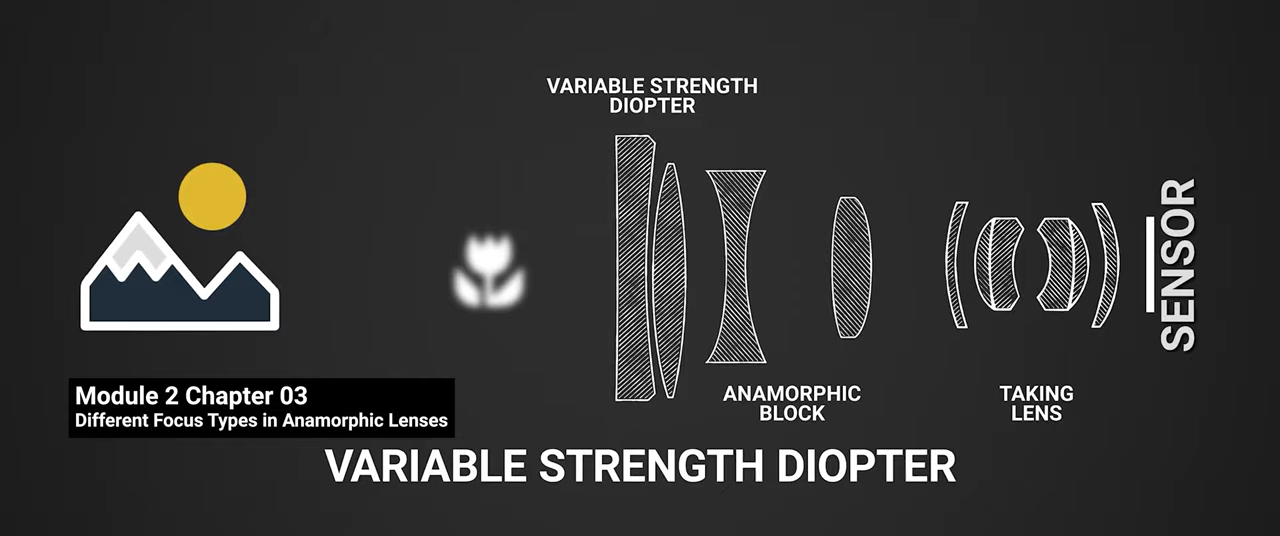 VARIABLE STRENGTH
DIOPTER
SENSOR
ANAMORPHIC
BLOCK
TAKING
LENS
Module 2 Chapter 03
Different Focus Types in Anamorphic Lenses
VARIABLE STRENGTH DIOPTER